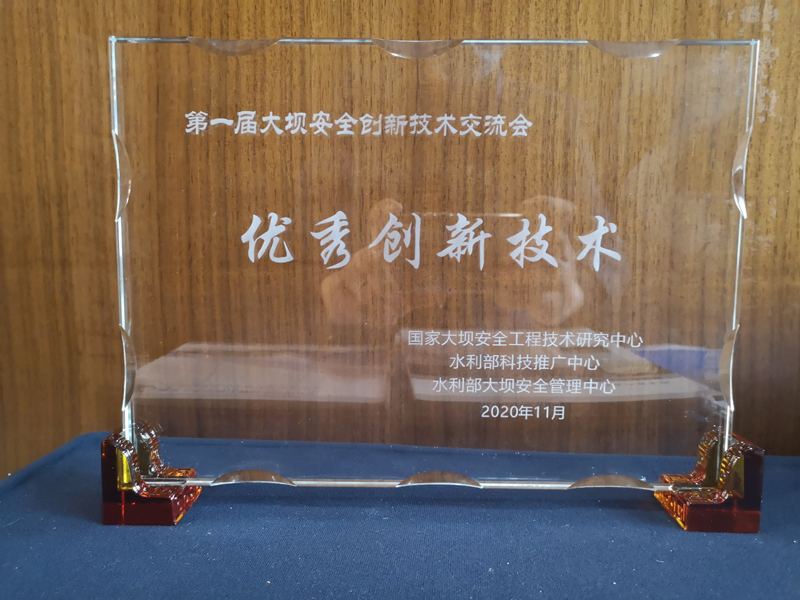 第一届大坝安全创新技术交流会
优秀创新技术
国家大坝安全工程技术研究中心
水利部科技推广中心
水利部大坝安全管理中心
2020年11月